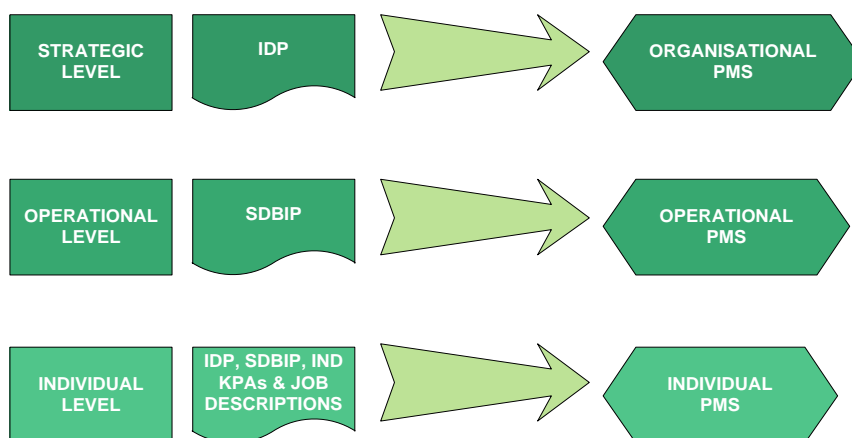 STRATEGIC
LEVEL
IDP
ORGANISATIONAL
PMS
OPERATIONAL
LEVEL
SDBIP
OPERATIONAL
PMS
INDIVIDUAL
LEVEL
IDP, SDBIP, IND
KPAs & JOB
DESCRIPTIONS
INDIVIDUAL
PMS